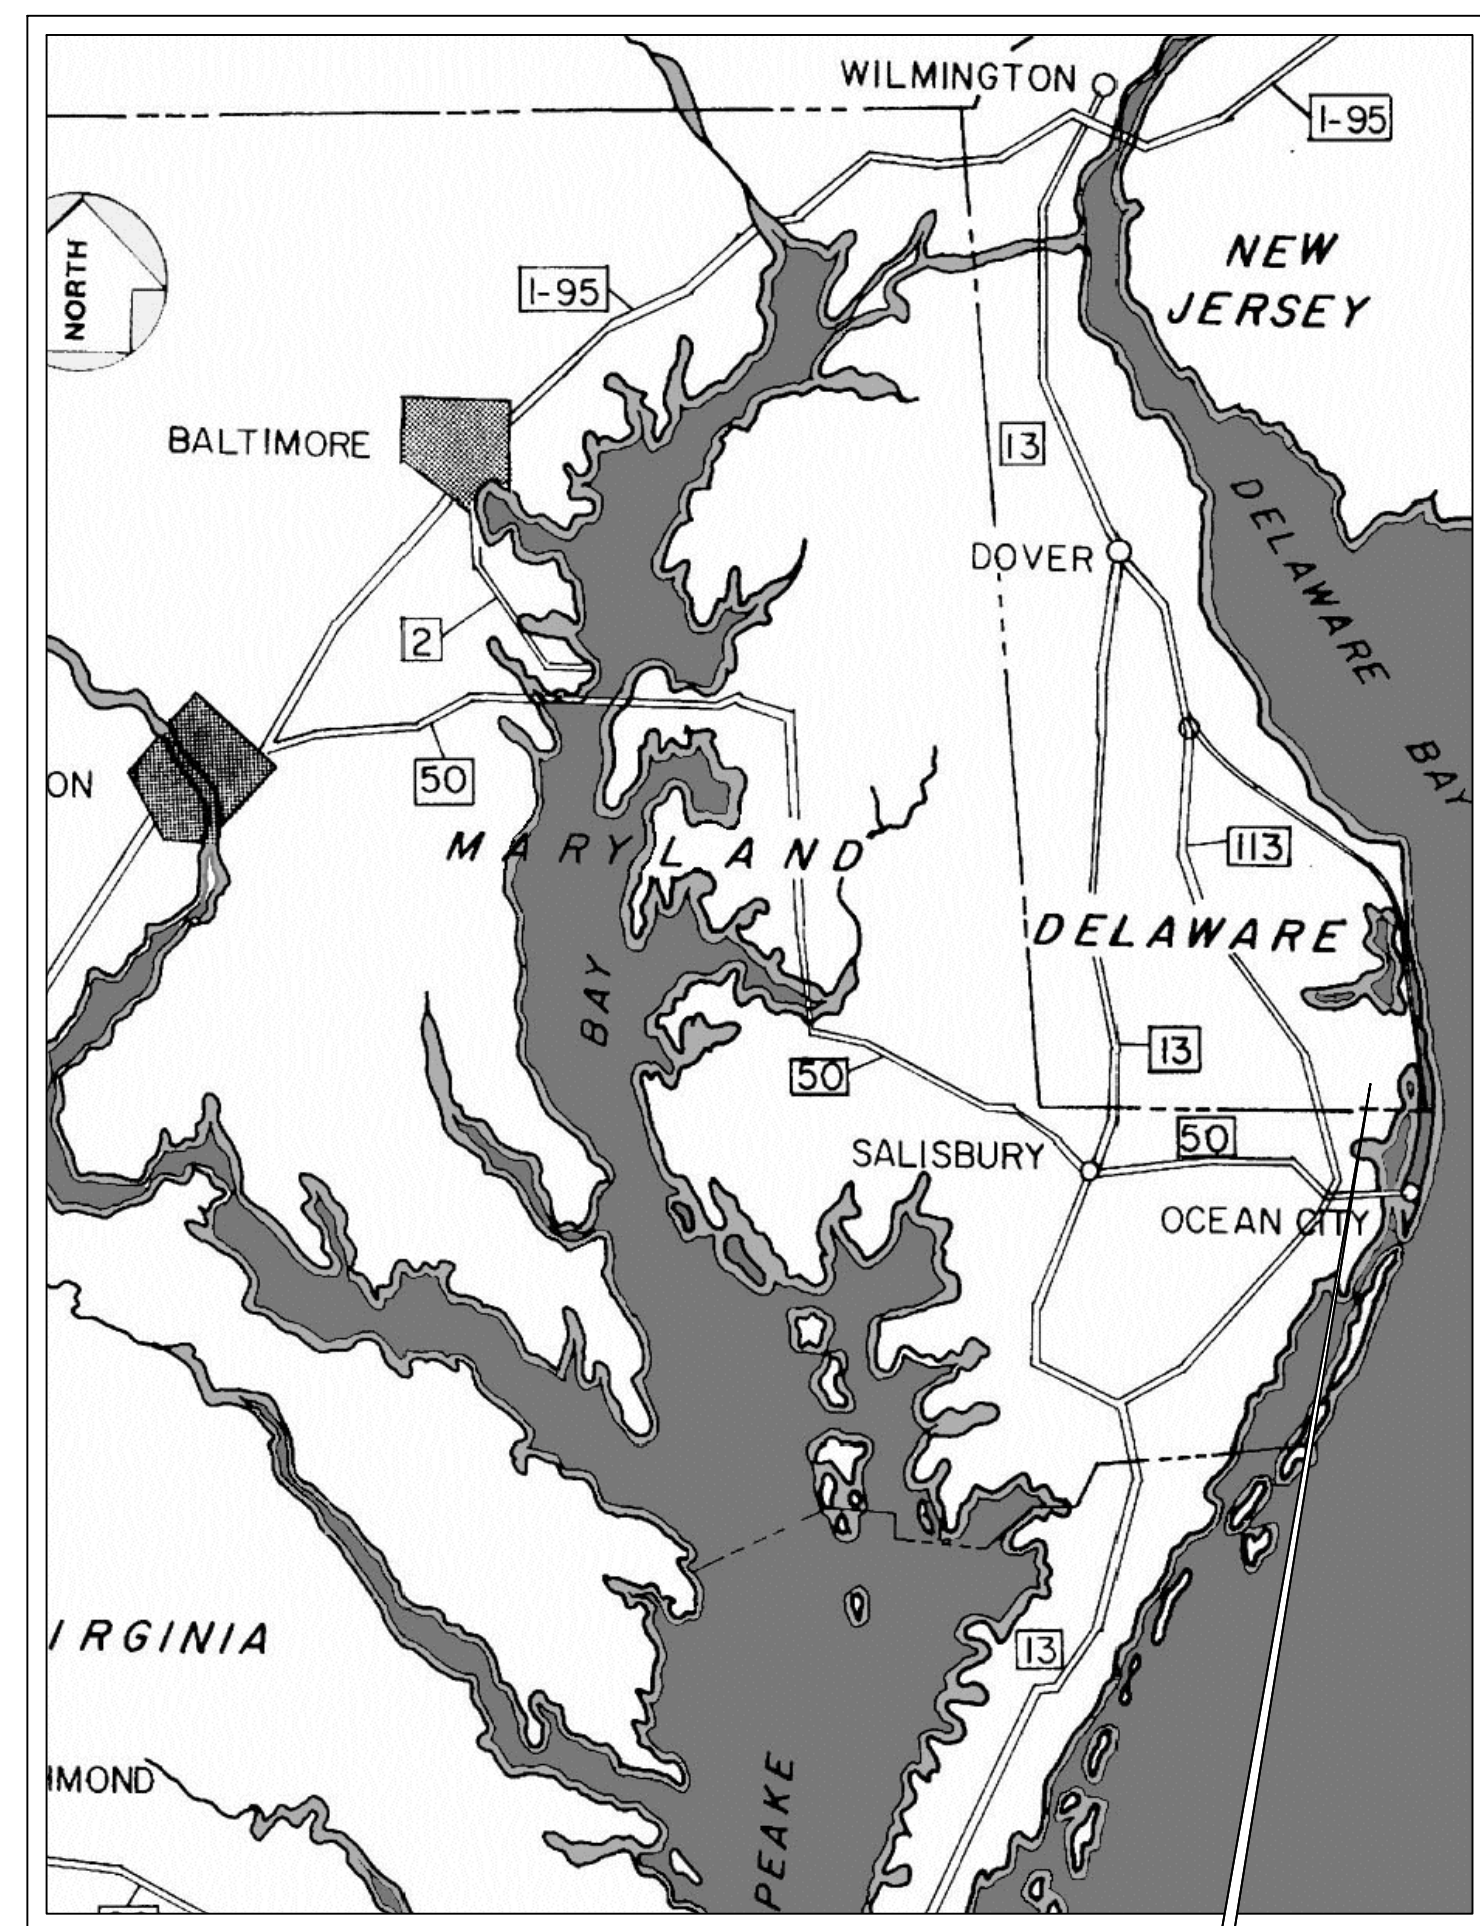 WILMINGTON
I-95
NORTH
NEW
JERSEY
I-95
BALTIMORE
13
DELAWARE
BAY
DOVER
2
50
ON
MARYLAND
113
DELAWARE
BAY
13
50
50
SALISBURY
OCEAN CITY
IRGINIA
13
MOND
PEAKE